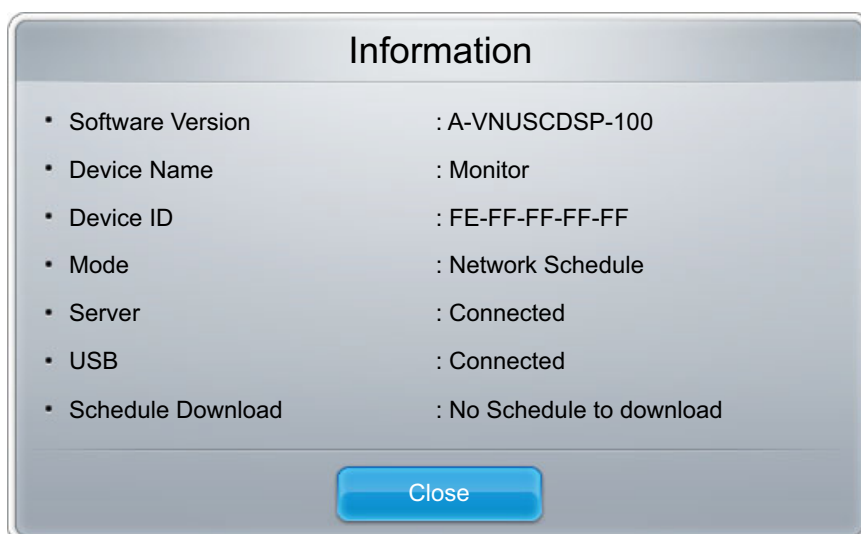 Information
• Software Version : A-VNUSCDSP-100
• Device Name : Monitor
• Device ID : FE-FF-FF-FF-FF
• Mode : Network Schedule
• Server : Connected
• USB : Connected
• Schedule Download : No Schedule to download
Close